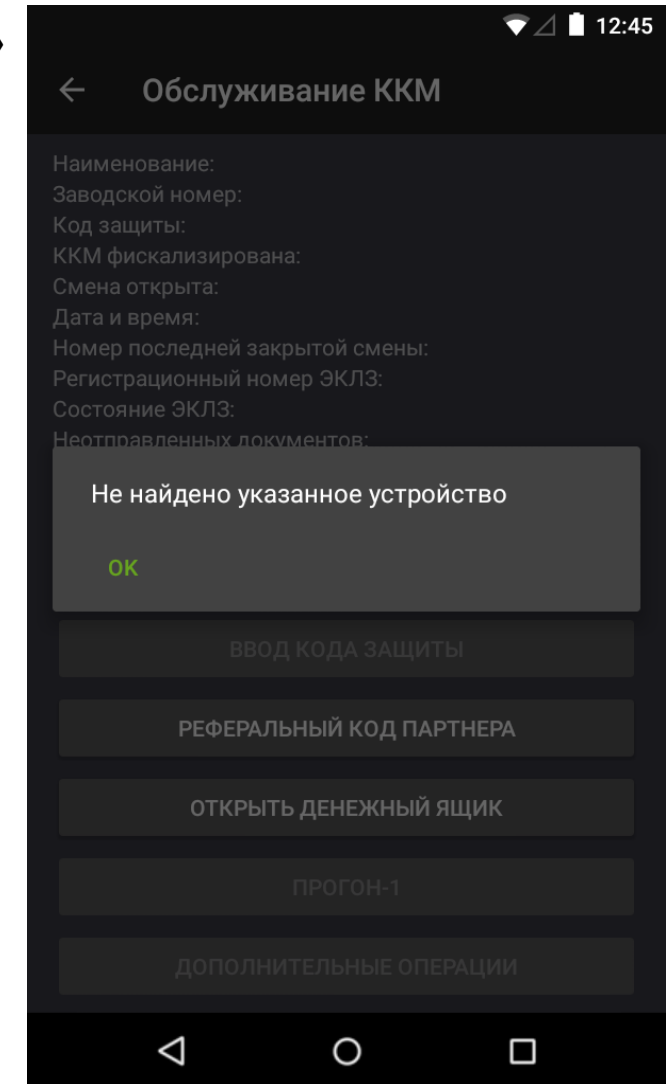 12:45
Обслуживание ККМ
Наименование:
Заводской номер:
Код защиты:
ККМ фискализирована:
Смена открыта:
Дата и время:
Номер последней закрытой смены:
Регистрационный номер ЭКЛЗ:
Состояние ЭКЛЗ:
Неотправленных документов:
Не найдено указанное устройство
ОК
ВВОД КОДА ЗАЩИТЫ
РЕФЕРАЛЬНЫЙ КОД ПАРТНЕРА
ОТКРЫТЬ ДЕНЕЖНЫЙ ЯЩИК
ПРОГОН-1
ДОПОЛНИТЕЛЬНЫЕ ОПЕРАЦИИ